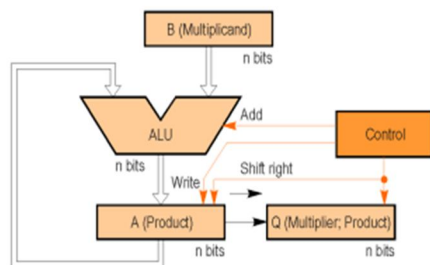 B (Multiplicand)
n bits
Add
ALU
Control
n bits
Shift right
Write
A (Product)
Q (Multiplier; Product)
n bits
n bits